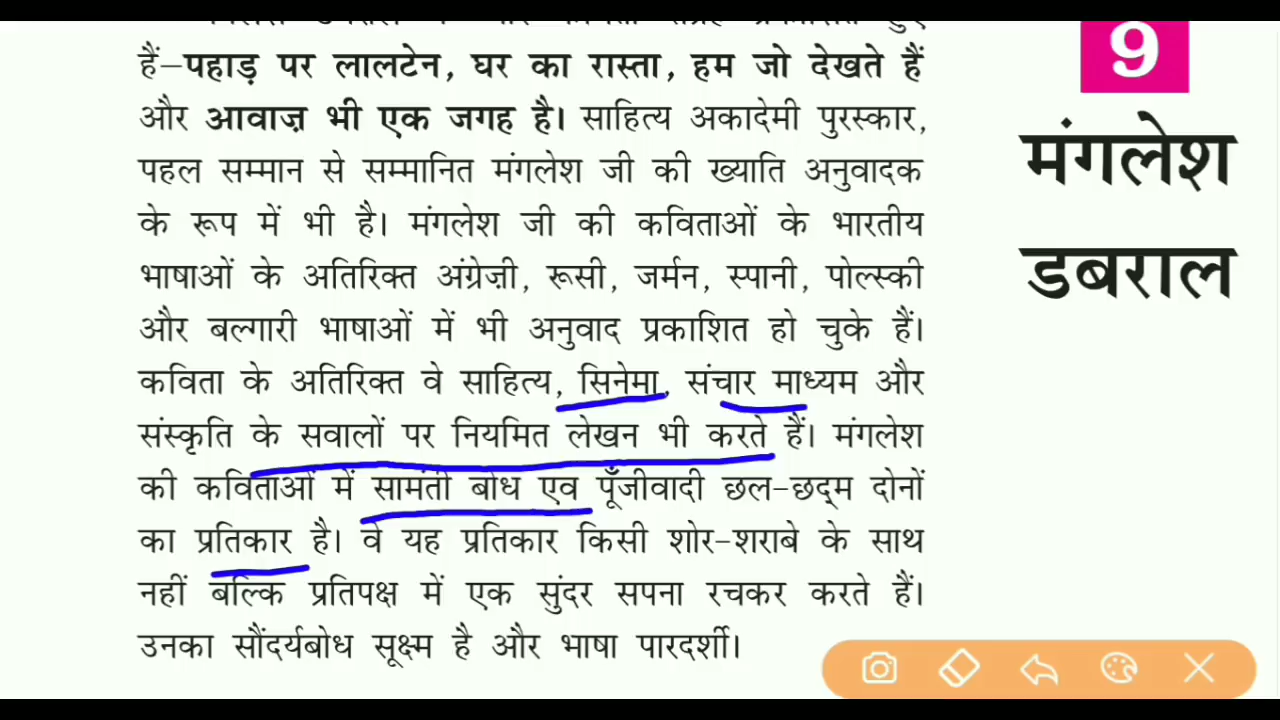 हैं–पहाड़ पर लालटेन, घर का रास्ता, हम जो देखते हैं
और आवाज़ भी एक जगह है। साहित्य अकादेमी पुरस्कार,
पहल सम्मान से सम्मानित मंगलेश जी की ख्याति अनुवादक
के रूप में भी है। मंगलेश जी की कविताओं के भारतीय
भाषाओं के अतिरिक्त अंग्रेज़ी, रूसी, जर्मन, स्पानी, पोल्स्की
और बल्गारी भाषाओं में भी अनुवाद प्रकाशित हो चुके हैं।
कविता के अतिरिक्त वे साहित्य, सिनेमा, संचार माध्यम और
संस्कृति के सवालों पर नियमित लेखन भी करते हैं। मंगलेश
की कविताओं में सामंती बोध एव पूँजीवादी छल-छद्म दोनों
का प्रतिकार है। वे यह प्रतिकार किसी शोर-शराबे के साथ
नहीं बल्कि प्रतिपक्ष में एक सुंदर सपना रचकर करते हैं।
उनका सौंदर्यबोध सूक्ष्म है और भाषा पारदर्शी।
9
मंगलेश
डबराल